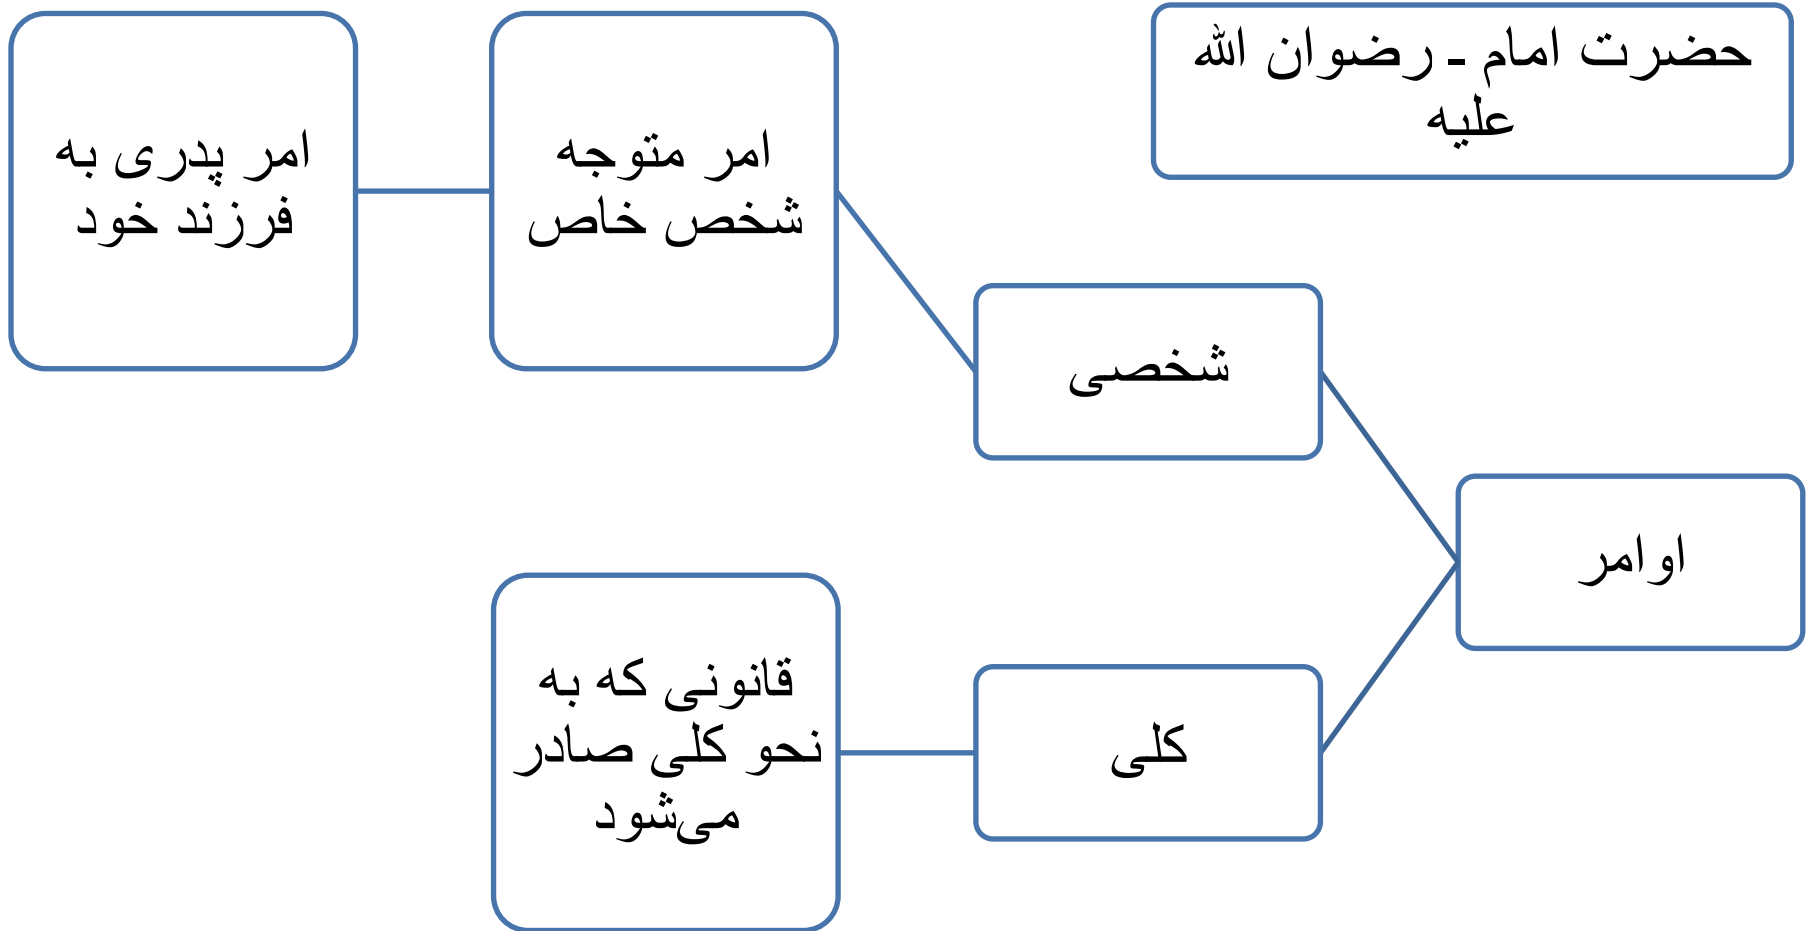 حضرت امام ـ رضوان الله
علیه
اوامر
شخصی
امر متوجه
شخص خاص
امر پدری به
فرزند خود
کلی
قانونی که به
نحو کلی صادر
می‌شود